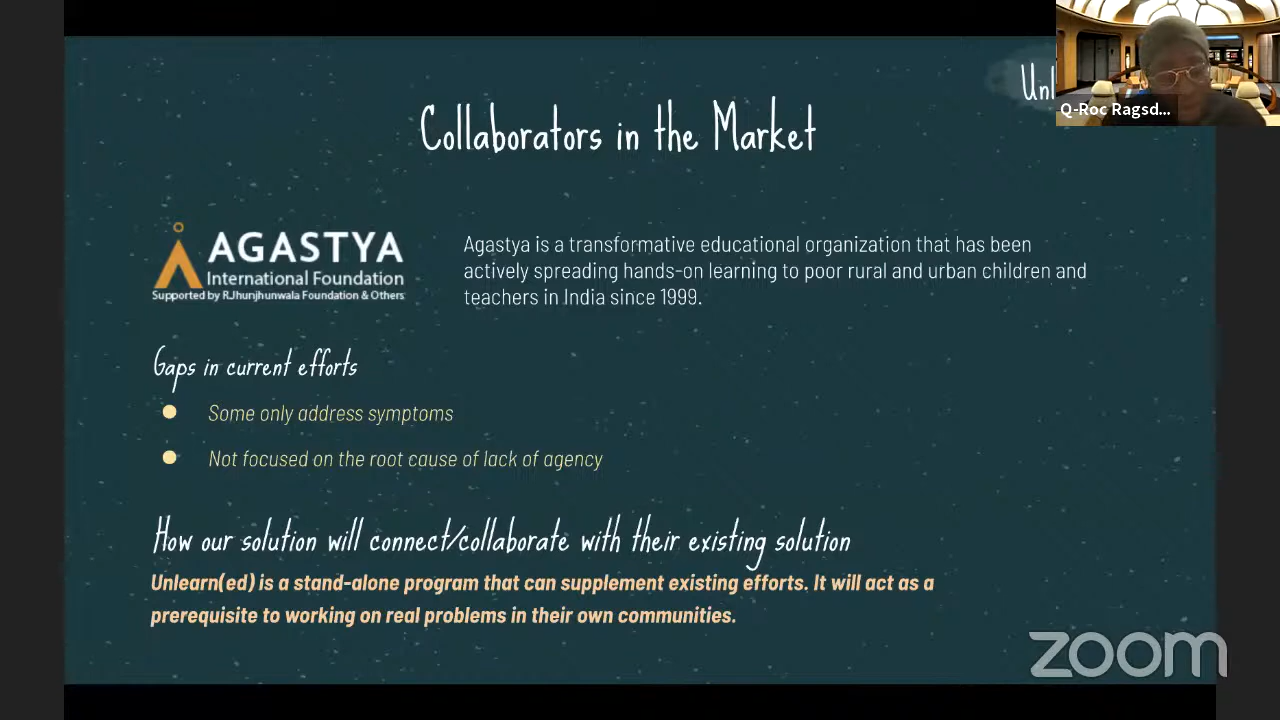 Unl
Q-Roc Ragsd...
Collaborators in the Market
AGASTYA
International Foundation
Supported by RJhunjhunwala Foundation & Others
Agastya is a transformative educational organization that has been
actively spreading hands-on learning to poor rural and urban children and
teachers in India since 1999.
Gaps in current efforts
Some only address symptoms
Not focused on the root cause of lack of agency
How our solution will connect/collaborate with their existing solution
Unlearn(ed) is a stand-alone program that can supplement existing efforts. It will act as a
prerequisite to working on real problems in their own communities.
zoom